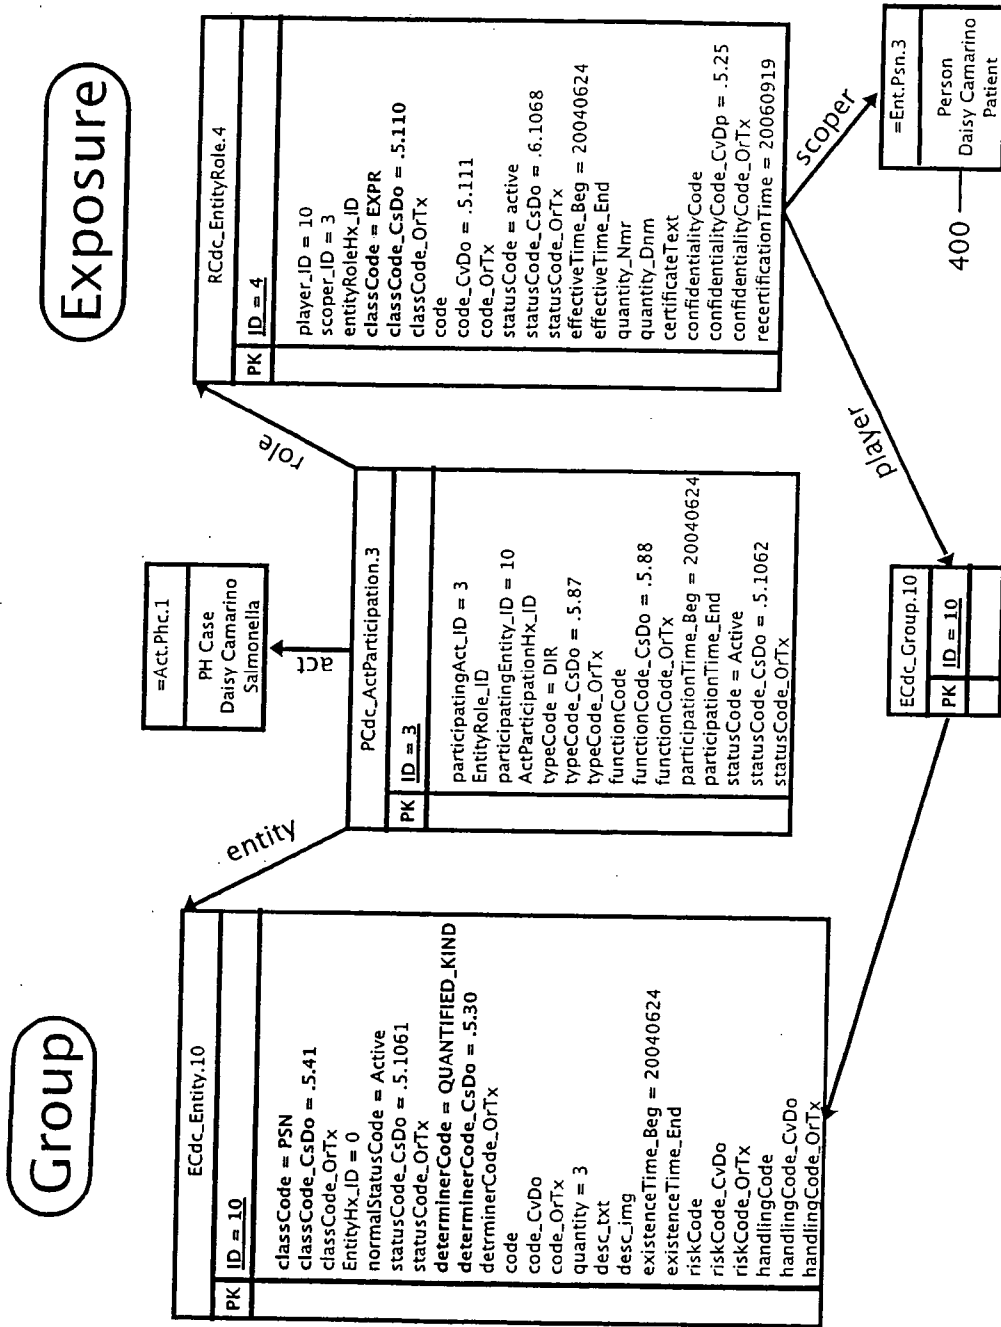 Group
Exposure
ECdc_Entity.10
PK ID = 10
classCode = PSN
classCode_CsDo = .5.41
classCode_OrTx
EntityHx_ID = 0
normalStatusCode = Active
statusCode_CsDo = .5.1061
statusCode_OrTx
determinerCode = QUANTIFIED_KIND
determinerCode_CsDo = .5.30
detrminerCode_OrTx
code
code_CvDo
code_OrTx
quantity = 3
desc_txt
desc_img
existenceTime_Beg = 20040624
existenceTime_End
riskCode
riskCode_CvDo
riskCode_OrTx
handlingCode
handlingCode_CvDo
handlingCode_OrTx
entity
=Act.Phc.1
PH Case
Daisy Camarino
Salmonella
act
PCdc_ActParticipation.3
PK ID = 3
participatingAct_ID = 3
EntityRole_ID
participatingEntity_ID = 10
ActParticipationHx_ID
typeCode = DIR
typeCode_CsDo = .5.87
typeCode_OrTx
functionCode
functionCode_CsDo = .5.88
functionCode_OrTx
participationTime_Beg = 20040624
participationTime_End
statusCode = Active
statusCode_CsDo = .5.1062
statusCode_OrTx
role
RCdc_EntityRole.4
PK ID = 4
player_ID = 10
scoper_ID = 3
entityRoleHx_ID
classCode = EXPR
classCode_CsDo = .5.110
classCode_OrTx
code
code_CvDo = .5.111
code_OrTx
statusCode = active
statusCode_CsDo = .6.1068
statusCode_OrTx
effectiveTime_Beg = 20040624
effectiveTime_End
quantity_Nmr
quantity_Dnm
certificateText
confidentialityCode
confidentialityCode_CvDp = .5.25
confidentialityCode_OrTx
recertificationTime = 20060919
player
scoper
ECdc_Group.10
PK ID = 10
=Ent.Psn.3
Person
Daisy Camarino
Patient
400